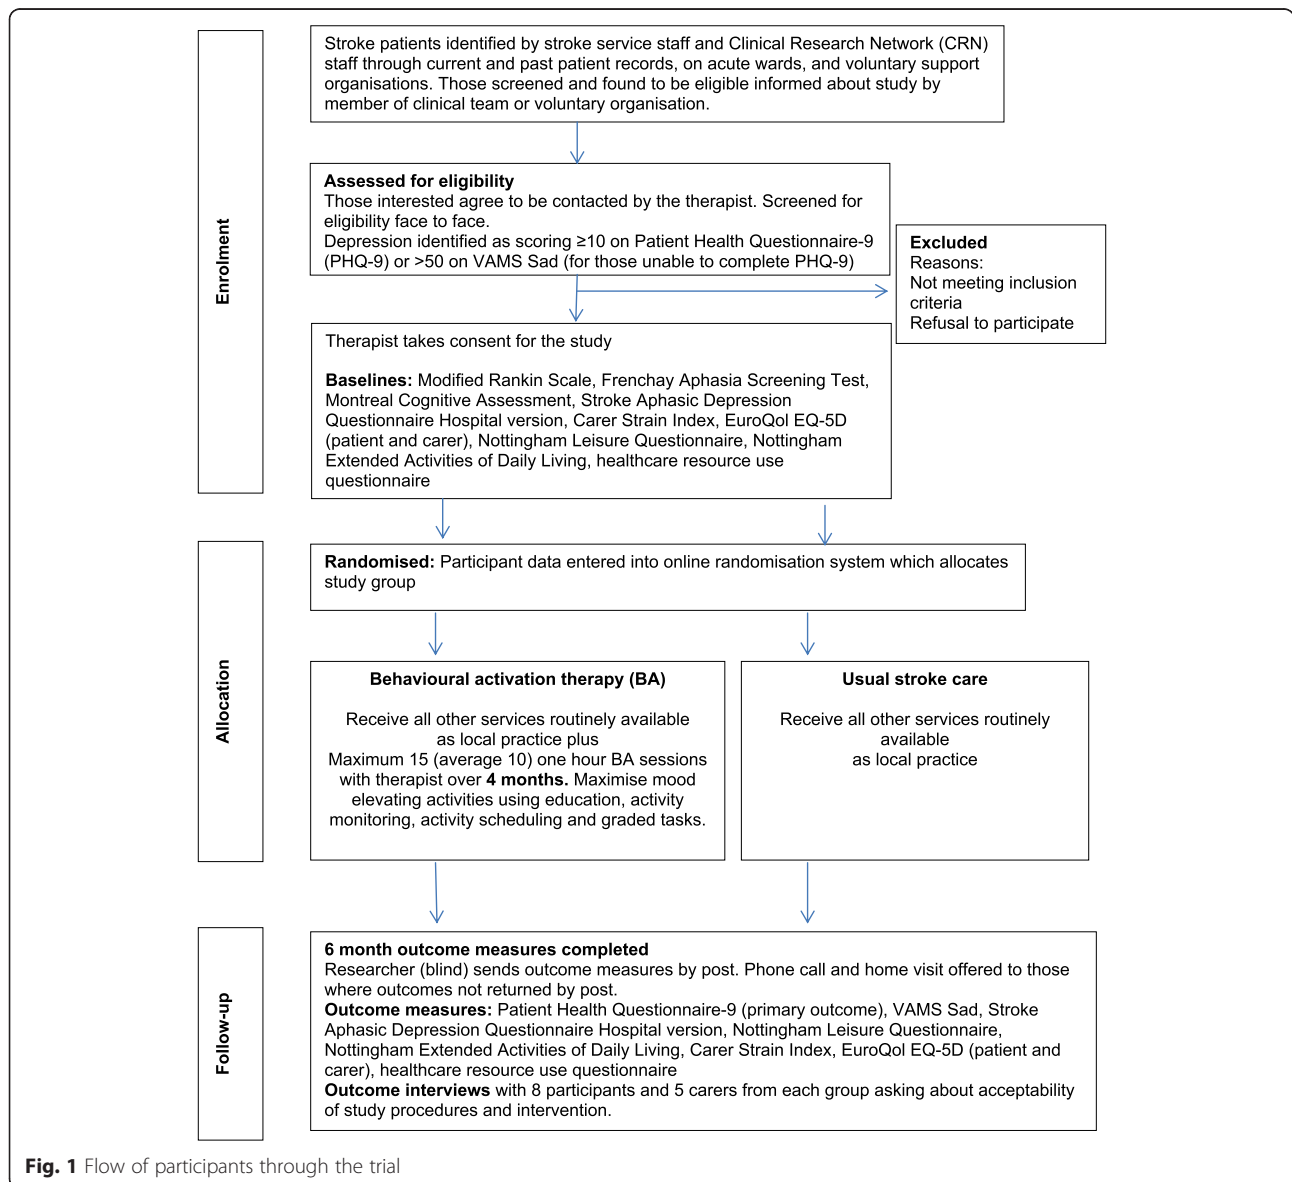 Enrolment
Stroke patients identified by stroke service staff and Clinical Research Network (CRN)
staff through current and past patient records, on acute wards, and voluntary support
organisations. Those screened and found to be eligible informed about study by
member of clinical team or voluntary organisation.
Assessed for eligibility
Those interested agree to be contacted by the therapist. Screened for
eligibility face to face.
Depression identified as scoring ≥10 on Patient Health Questionnaire-9
(PHQ-9) or >50 on VAMS Sad (for those unable to complete PHQ-9)
Excluded
Reasons:
Not meeting inclusion
criteria
Refusal to participate
Therapist takes consent for the study
Baselines: Modified Rankin Scale, Frenchay Aphasia Screening Test,
Montreal Cognitive Assessment, Stroke Aphasic Depression
Questionnaire Hospital version, Carer Strain Index, EuroQol EQ-5D
(patient and carer), Nottingham Leisure Questionnaire, Nottingham
Extended Activities of Daily Living, healthcare resource use
questionnaire
Allocation
Randomised: Participant data entered into online randomisation system which allocates
study group
Behavioural activation therapy (BA)
Receive all other services routinely available
as local practice plus
Maximum 15 (average 10) one hour BA sessions
with therapist over 4 months. Maximise mood
elevating activities using education, activity
monitoring, activity scheduling and graded tasks.
Usual stroke care
Receive all other services routinely
available
as local practice
Follow-up
6 month outcome measures completed
Researcher (blind) sends outcome measures by post. Phone call and home visit offered to those
where outcomes not returned by post.
Outcome measures: Patient Health Questionnaire-9 (primary outcome), VAMS Sad, Stroke
Aphasic Depression Questionnaire Hospital version, Nottingham Leisure Questionnaire,
Nottingham Extended Activities of Daily Living, Carer Strain Index, EuroQol EQ-5D (patient and
carer), healthcare resource use questionnaire
Outcome interviews with 8 participants and 5 carers from each group asking about acceptability
of study procedures and intervention.
Fig. 1 Flow of participants through the trial